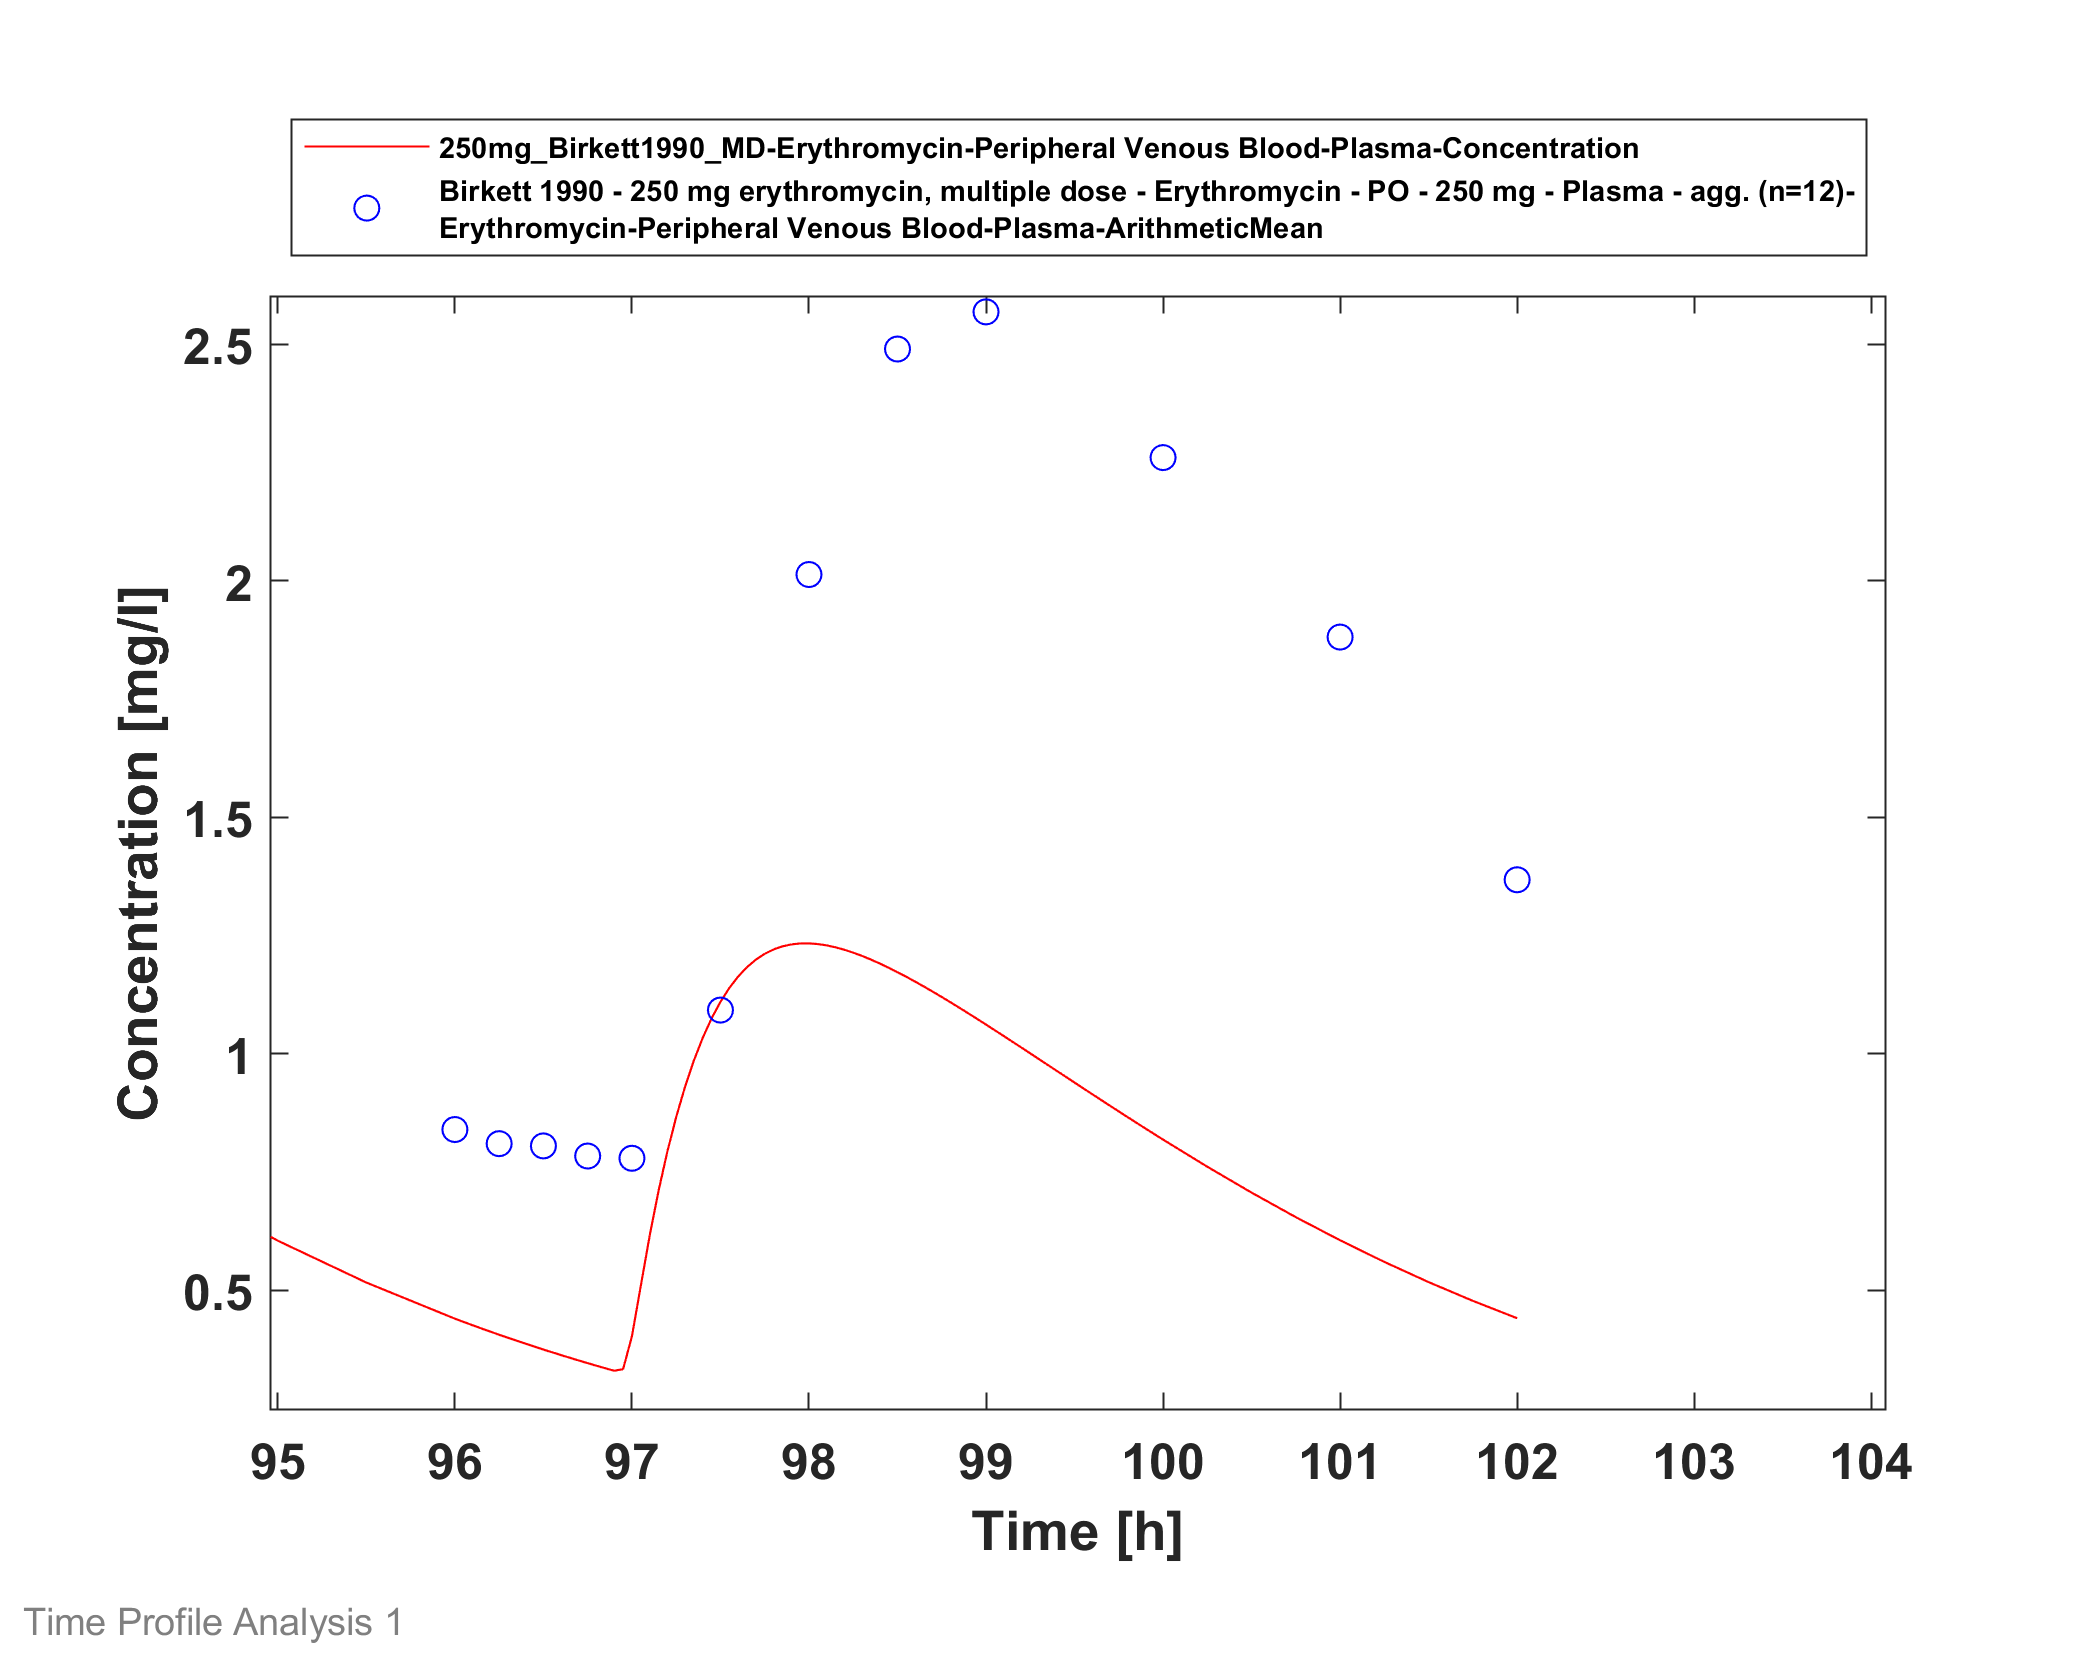 250mg_Birkett1990_MD-Erythromycin-Peripheral Venous Blood-Plasma-Concentration
Birkett 1990 - 250 mg erythromycin, multiple dose - Erythromycin - PO - 250 mg - Plasma - agg. (n=12)-
Erythromycin-Peripheral Venous Blood-Plasma-ArithmeticMean
2.5
2
1.5
1
0.5
Concentration [mg/l]
95 96 97 98 99 100 101 102 103 104
Time [h]
Time Profile Analysis 1